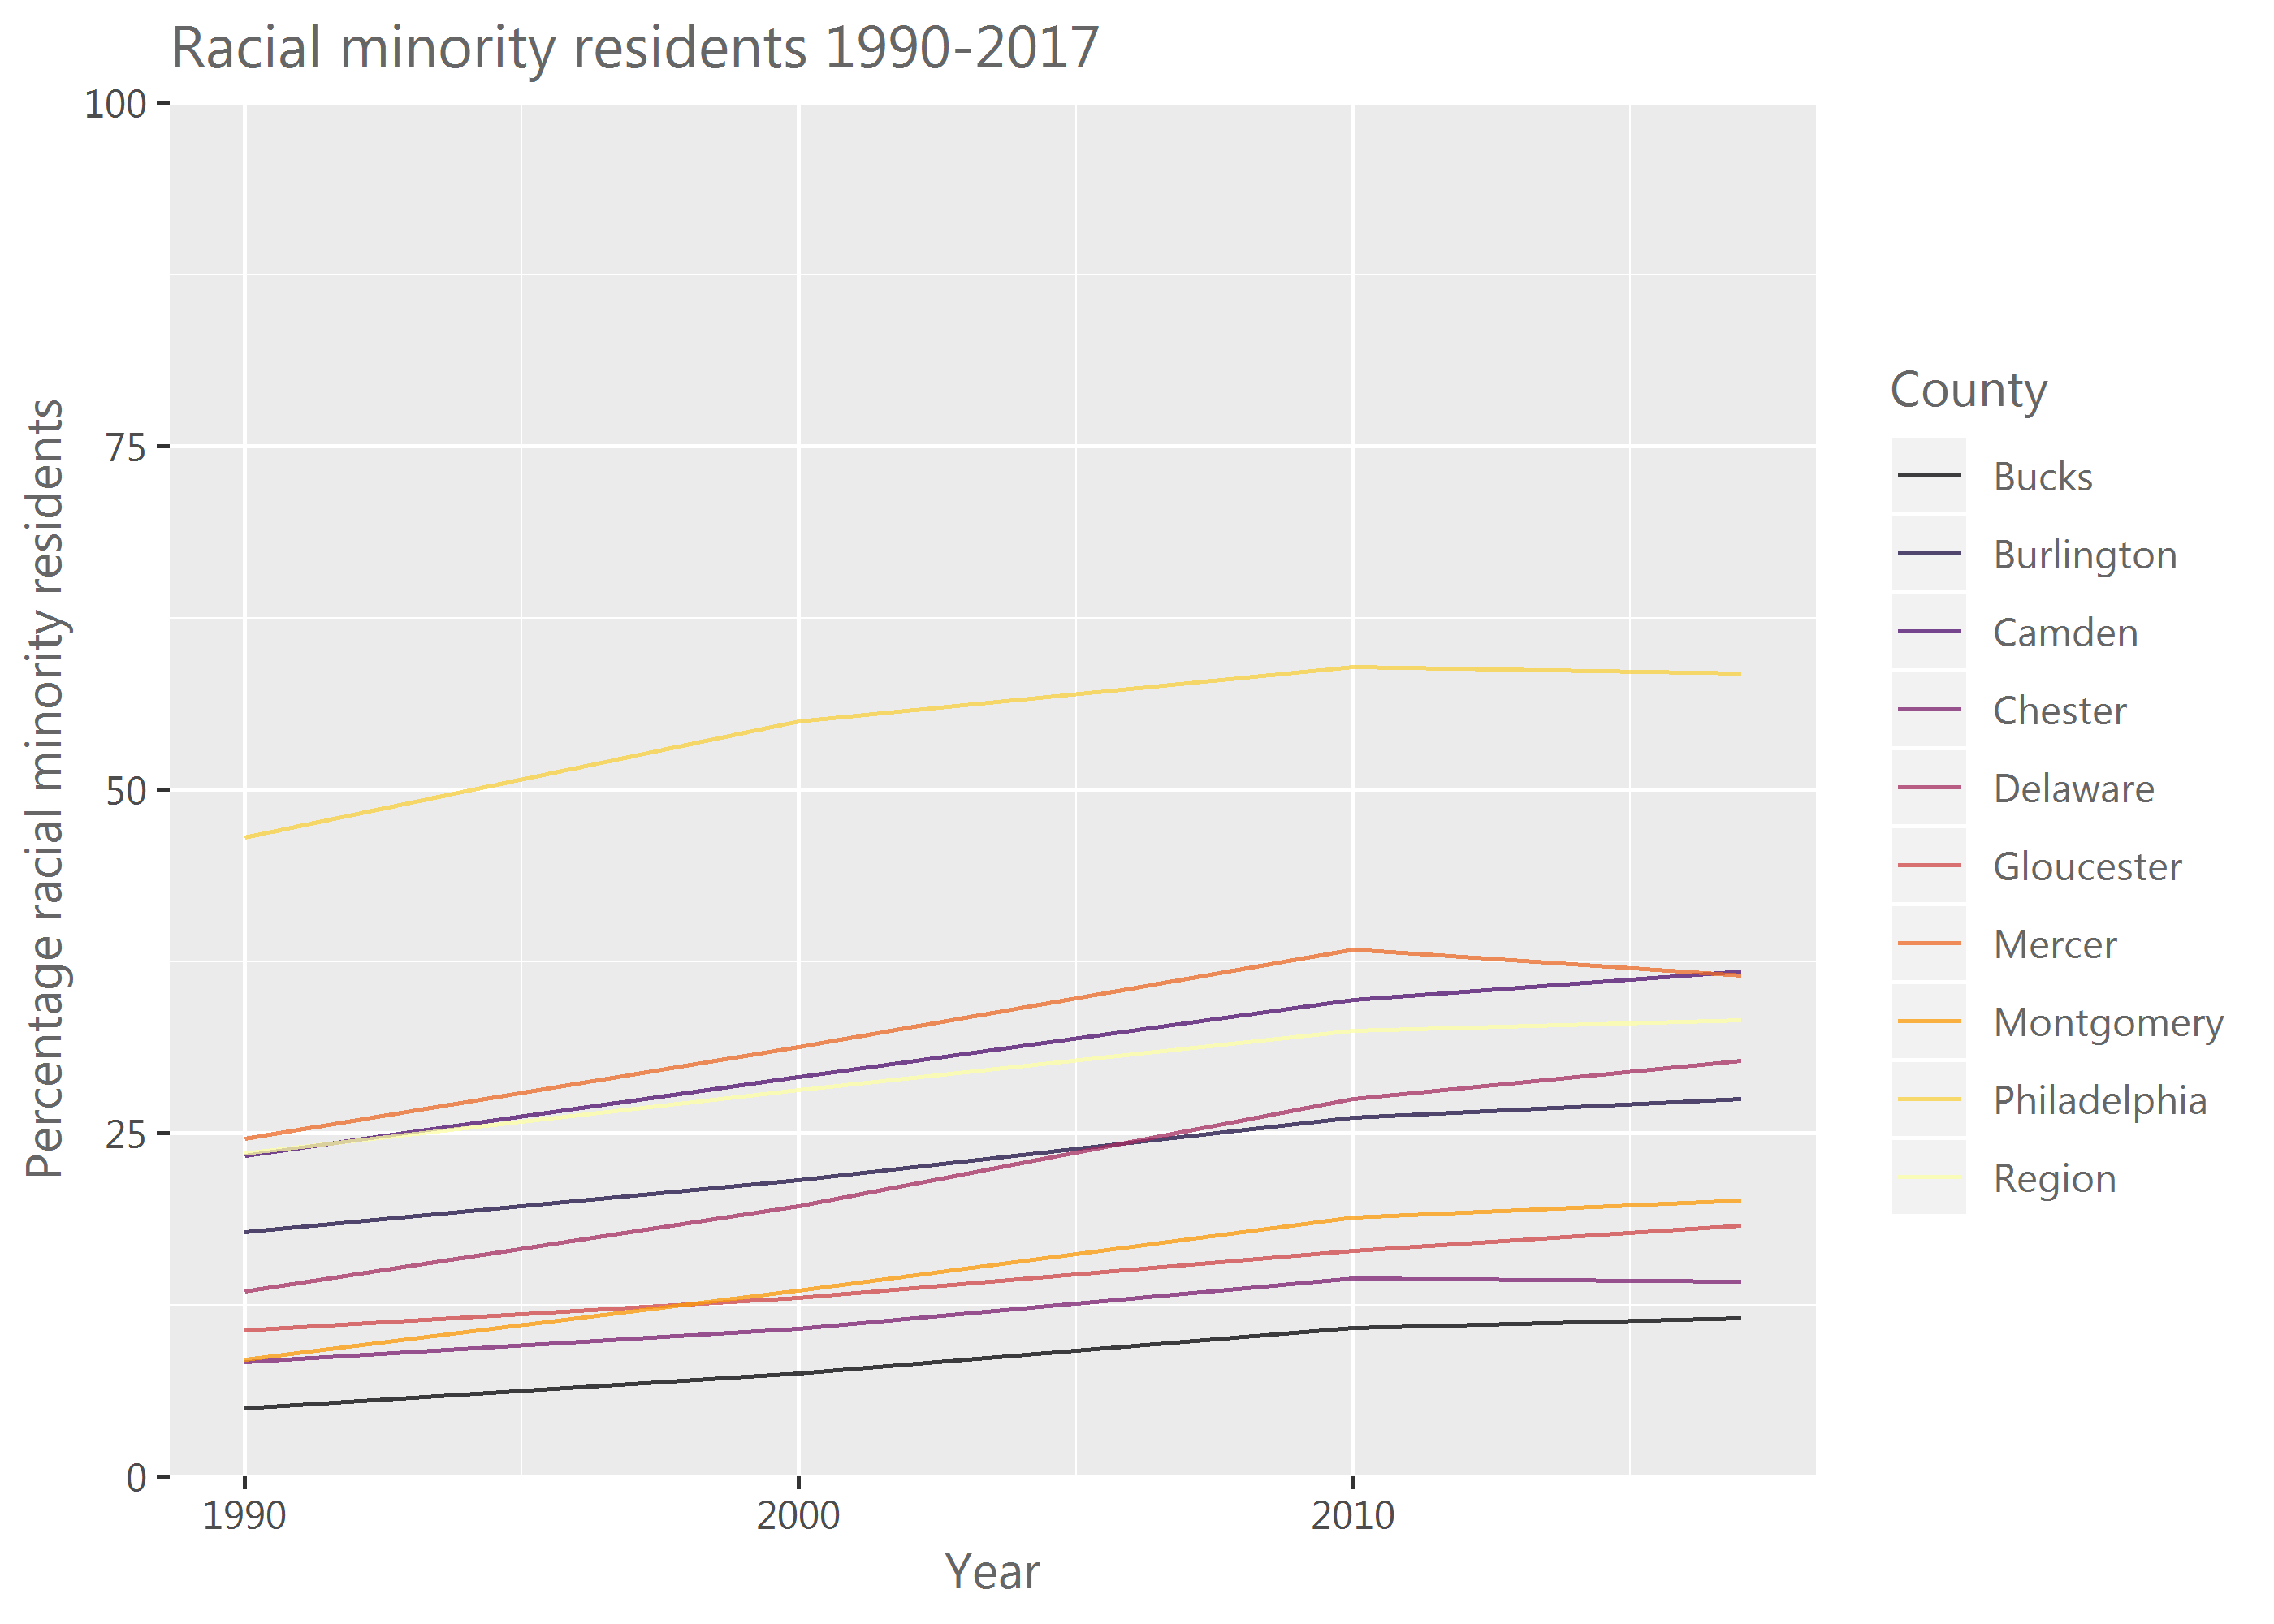 Racial minority residents 1990-2017
Percentage racial minority residents
100
75
50
25
0
1990
2000
2010
Year
County
Bucks
Burlington
Camden
Chester
Delaware
Gloucester
Mercer
Montgomery
Philadelphia
Region